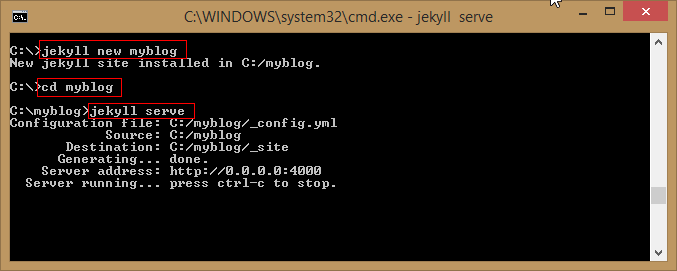 C:\WINDOWS\system32\cmd.exe - jekyll  serve
C:\>jekyll new myblog
New jekyll site installed in C:/myblog.
C:\>cd myblog
C:\myblog>jekyll serve
Configuration file: C:/myblog/_config.yml
Source: C:/myblog
Destination: C:/myblog/_site
Generating... done.
Server address: http://0.0.0.0:4000
Server running... press ctrl-c to stop.